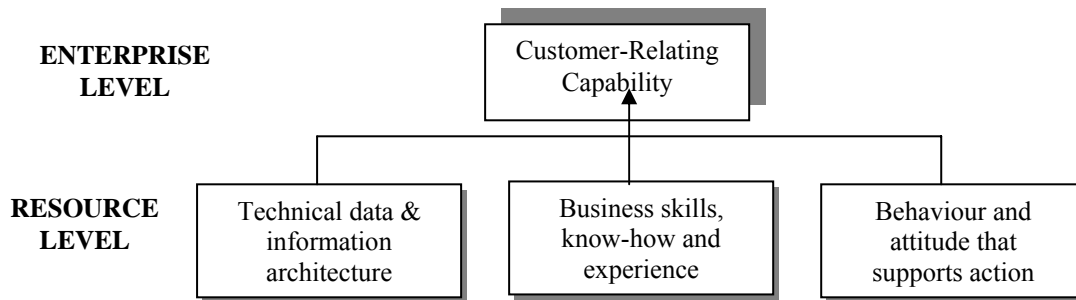 ENTERPRISE
LEVEL
Customer-Relating
Capability
RESOURCE
LEVEL
Technical data &
information
architecture
Business skills,
know-how and
experience
Behaviour and
attitude that
supports action